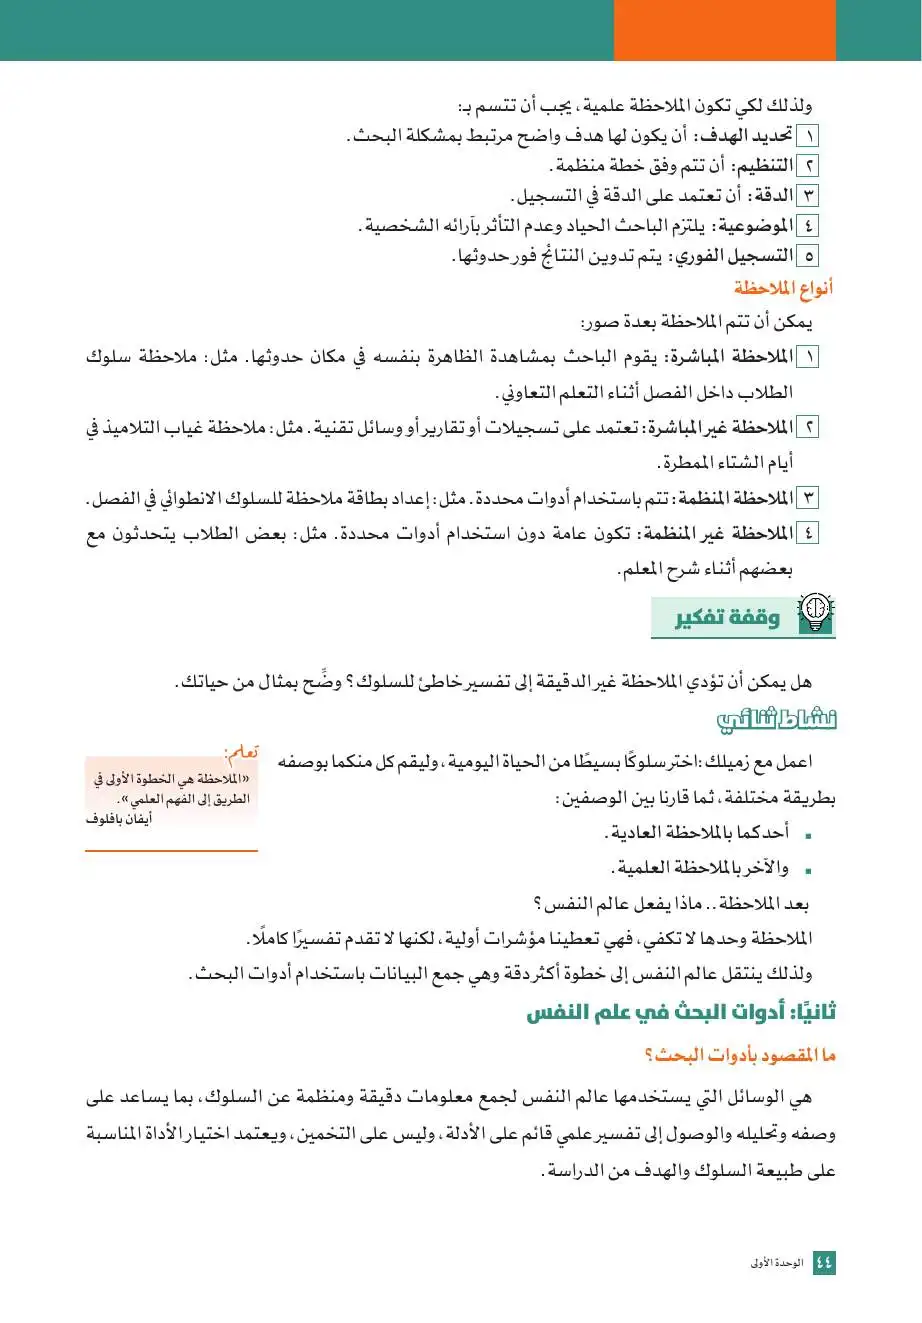 ولذلك لكي تكون الملاحظة علمية، يجب أن تتسم بـ:
١ تحديد الهدف: أن يكون لها هدف واضح مرتبط بمشكلة البحث.
٢ التنظيم: أن تتم وفق خطة منظمة.
٣ الدقة: أن تعتمد على الدقة في التسجيل.
٤ الموضوعية: يلتزم الباحث الحياد وعدم التأثر بآرائه الشخصية.
٥ التسجيل الفوري: يتم تدوين النتائج فور حدوثها.
أنواع الملاحظة
يمكن أن تتم الملاحظة بعدة صور:
١ الملاحظة المباشرة: يقوم الباحث بمشاهدة الظاهرة بنفسه في مكان حدوثها. مثل: ملاحظة سلوك
الطلاب داخل الفصل أثناء التعلم التعاوني.
٢ الملاحظة غير المباشرة: تعتمد على تسجيلات أو تقارير أو وسائل تقنية. مثل: ملاحظة غياب التلاميذ في
أيام الشتاء الممطرة.
٣ الملاحظة المنظمة: تتم باستخدام أدوات محددة. مثل: إعداد بطاقة ملاحظة للسلوك الانطوائي في الفصل.
٤ الملاحظة غير المنظمة: تكون عامة دون استخدام أدوات محددة. مثل: بعض الطلاب يتحدثون مع
بعضهم أثناء شرح المعلم.
وقفة تفكير
هل يمكن أن تؤدي الملاحظة غير الدقيقة إلى تفسير خاطئ للسلوك؟ وضِّح بمثال من حياتك.
نشاط ثنائي
اعمل مع زميلك: اختر سلوكًا بسيطًا من الحياة اليومية، وليقم كل منكما بوصفه
بطريقة مختلفة، ثما قارنا بين الوصفين:
▪ أحدكما بالملاحظة العادية.
▪ والآخر بالملاحظة العلمية.
تعلم:
«الملاحظة هي الخطوة الأولى في
الطريق إلى الفهم العلمي».
أيفان بافلوف
بعد الملاحظة.. ماذا يفعل عالم النفس؟
الملاحظة وحدها لا تكفي، فهي تعطينا مؤشرات أولية، لكنها لا تقدم تفسيرًا كاملًا.
ولذلك ينتقل عالم النفس إلى خطوة أكثر دقة وهي جمع البيانات باستخدام أدوات البحث.
ثانيًا: أدوات البحث في علم النفس
ما المقصود بأدوات البحث؟
هي الوسائل التي يستخدمها عالم النفس لجمع معلومات دقيقة ومنظمة عن السلوك، بما يساعد على
وصفه وتحليله والوصول إلى تفسير علمي قائم على الأدلة، وليس على التخمين، ويعتمد اختيار الأداة المناسبة
على طبيعة السلوك والهدف من الدراسة.
٤٤ الوحدة الأولى